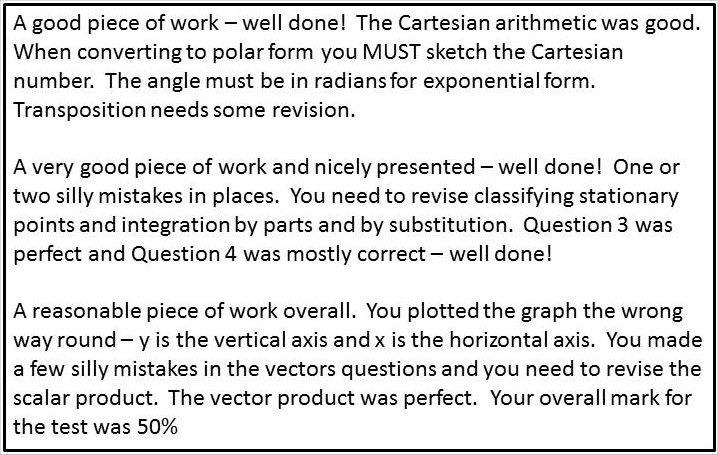 A good piece of work – well done!  The Cartesian arithmetic was good.
When converting to polar form you MUST sketch the Cartesian
number.  The angle must be in radians for exponential form.
Transposition needs some revision.

A very good piece of work and nicely presented – well done!  One or
two silly mistakes in places.  You need to revise classifying stationary
points and integration by parts and by substitution.  Question 3 was
perfect and Question 4 was mostly correct – well done!

A reasonable piece of work overall.  You plotted the graph the wrong
way round – y is the vertical axis and x is the horizontal axis.  You made
a few silly mistakes in the vectors questions and you need to revise the
scalar product.  The vector product was perfect.  Your overall mark for
the test was 50%